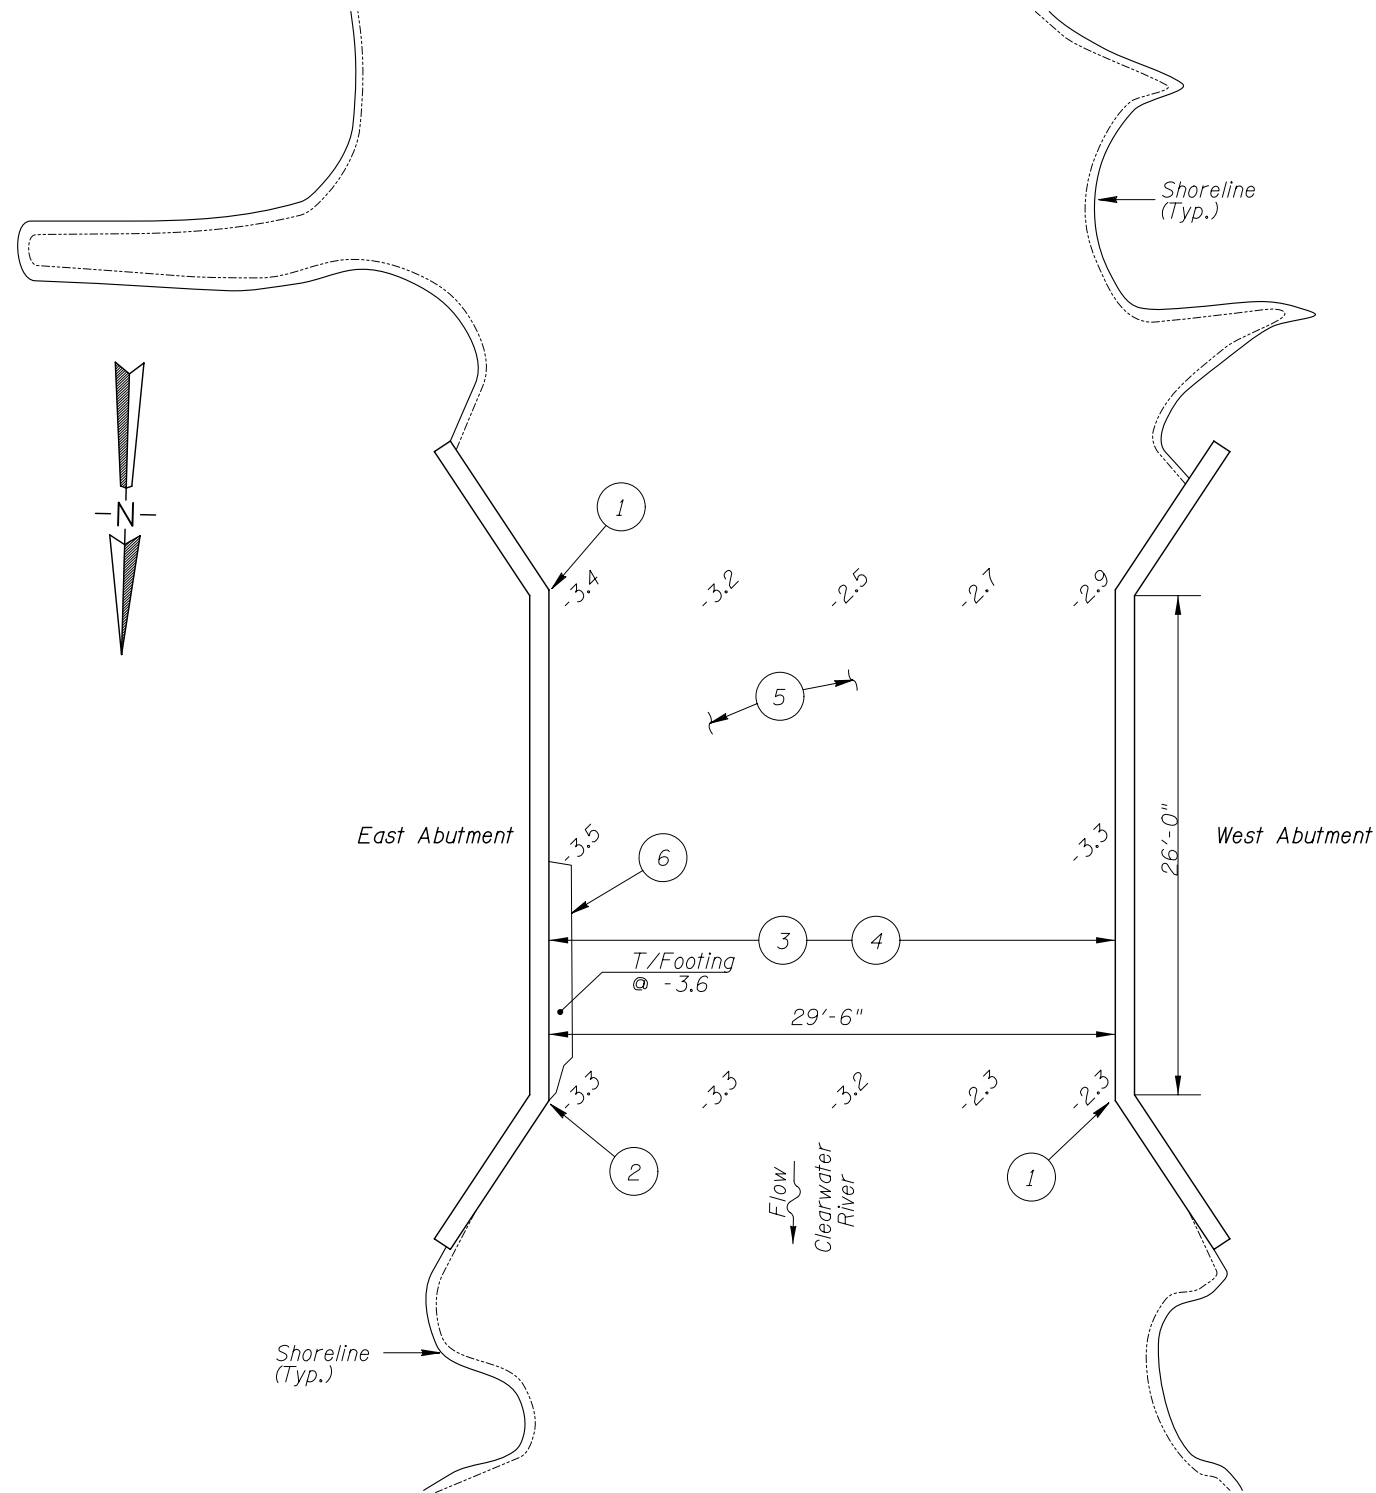 Shoreline
(Typ.)
N
1
-3.4 -3.2 -2.5 -2.7 -2.9
5
East Abutment
-3.5
6
-3.3
26'-0"
West Abutment
3
4
T/Footing
@ -3.6
29'-6"
-3.3 -3.3 -3.2 -2.3 -2.3
2
Flow
Clearwater
River
1
Shoreline
(Typ.)